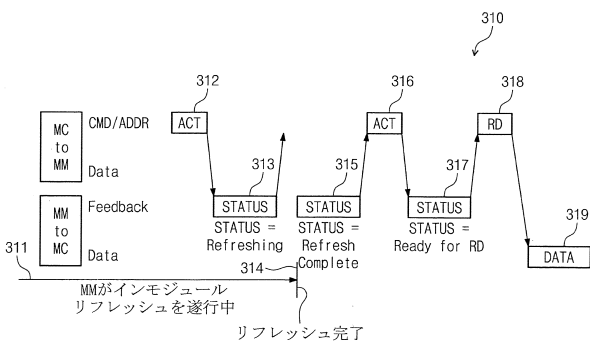 310
312
316
318
MC
to
MM
CMD/ADDR
ACT
ACT
RD
Data
313
315
317
MM
to
MC
Feedback
STATUS
STATUS
STATUS
STATUS =
Refreshing
STATUS =
Refresh
Complete
STATUS =
Ready for RD
319
Data
DATA
311
314
MMがインモジュール
リフレッシュを遂行中
リフレッシュ完了